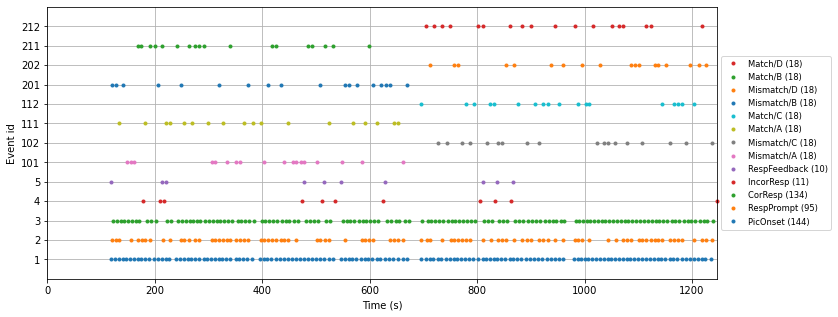 212
211
202
201
112
111
102
101
5
4
3
2
1
Event id
0 200 400 600 800 1000 1200
Time (s)
Match/D (18)
Match/B (18)
Mismatch/D (18)
Mismatch/B (18)
Match/C (18)
Match/A (18)
Mismatch/C (18)
Mismatch/A (18)
RespFeedback (10)
IncorResp (11)
CorResp (134)
RespPrompt (95)
PicOnset (144)